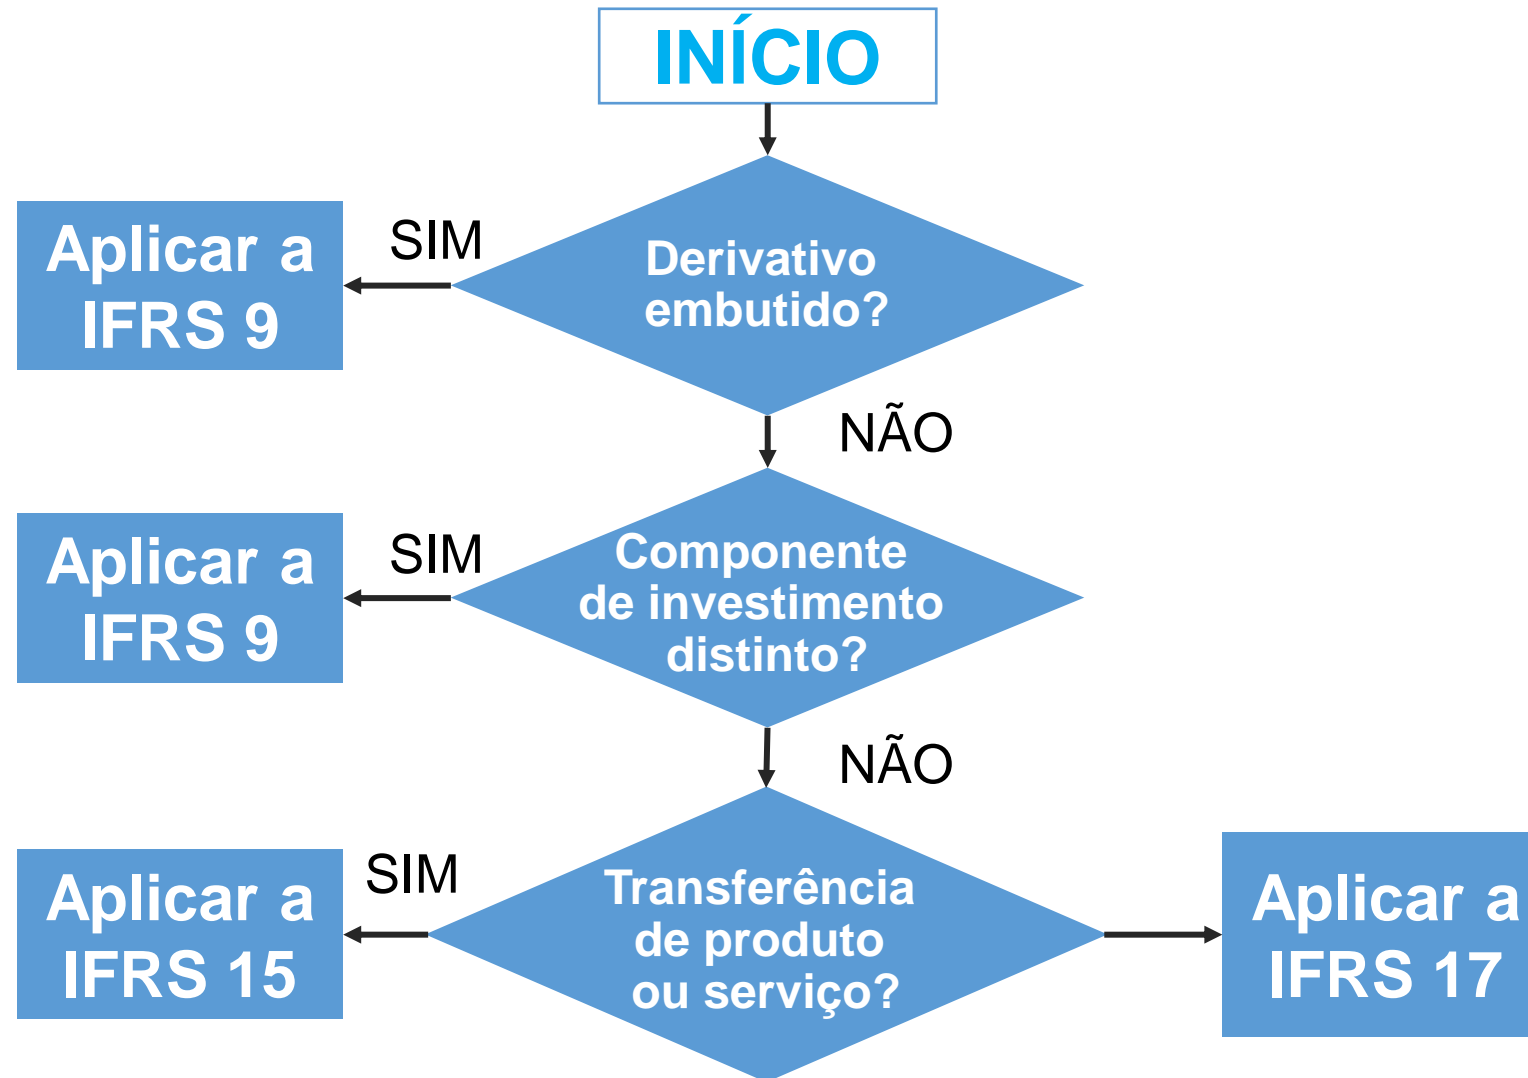 INÍCIO
Aplicar a
IFRS 9
SIM
Derivativo
embutido?
NÃO
Aplicar a
IFRS 9
SIM
Componente
de investimento
distinto?
NÃO
Aplicar a
IFRS 15
SIM
Transferência
de produto
ou serviço?
Aplicar a
IFRS 17